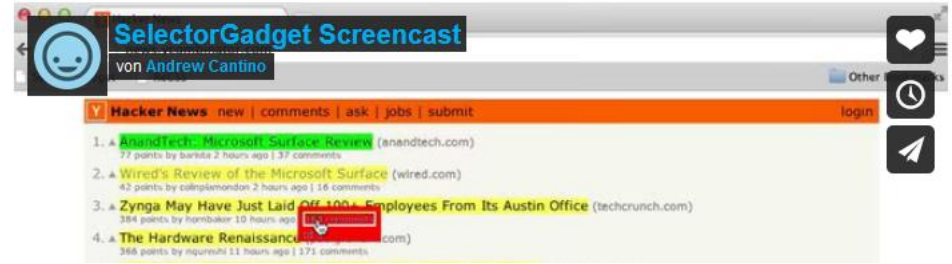 SelectorGadget Screencast
von Andrew Cantino
Other
Y Hacker News new | comments | ask | jobs | submit login
1. AnandTech: Microsoft Surface Review (anandtech.com)
77 points by barista 2 hours ago | 37 comments
2. Wired's Review of the Microsoft Surface (wired.com)
42 points by colinplamondon 2 hours ago | 16 comments
3. Zynga May Have Just Laid Off 100+ Employees From Its Austin Office (techcrunch.com)
384 points by hornbaker 10 hours ago | comments
4. The Hardware Renaissance
366 points by nqureshi 11 hours ago | 171 comments